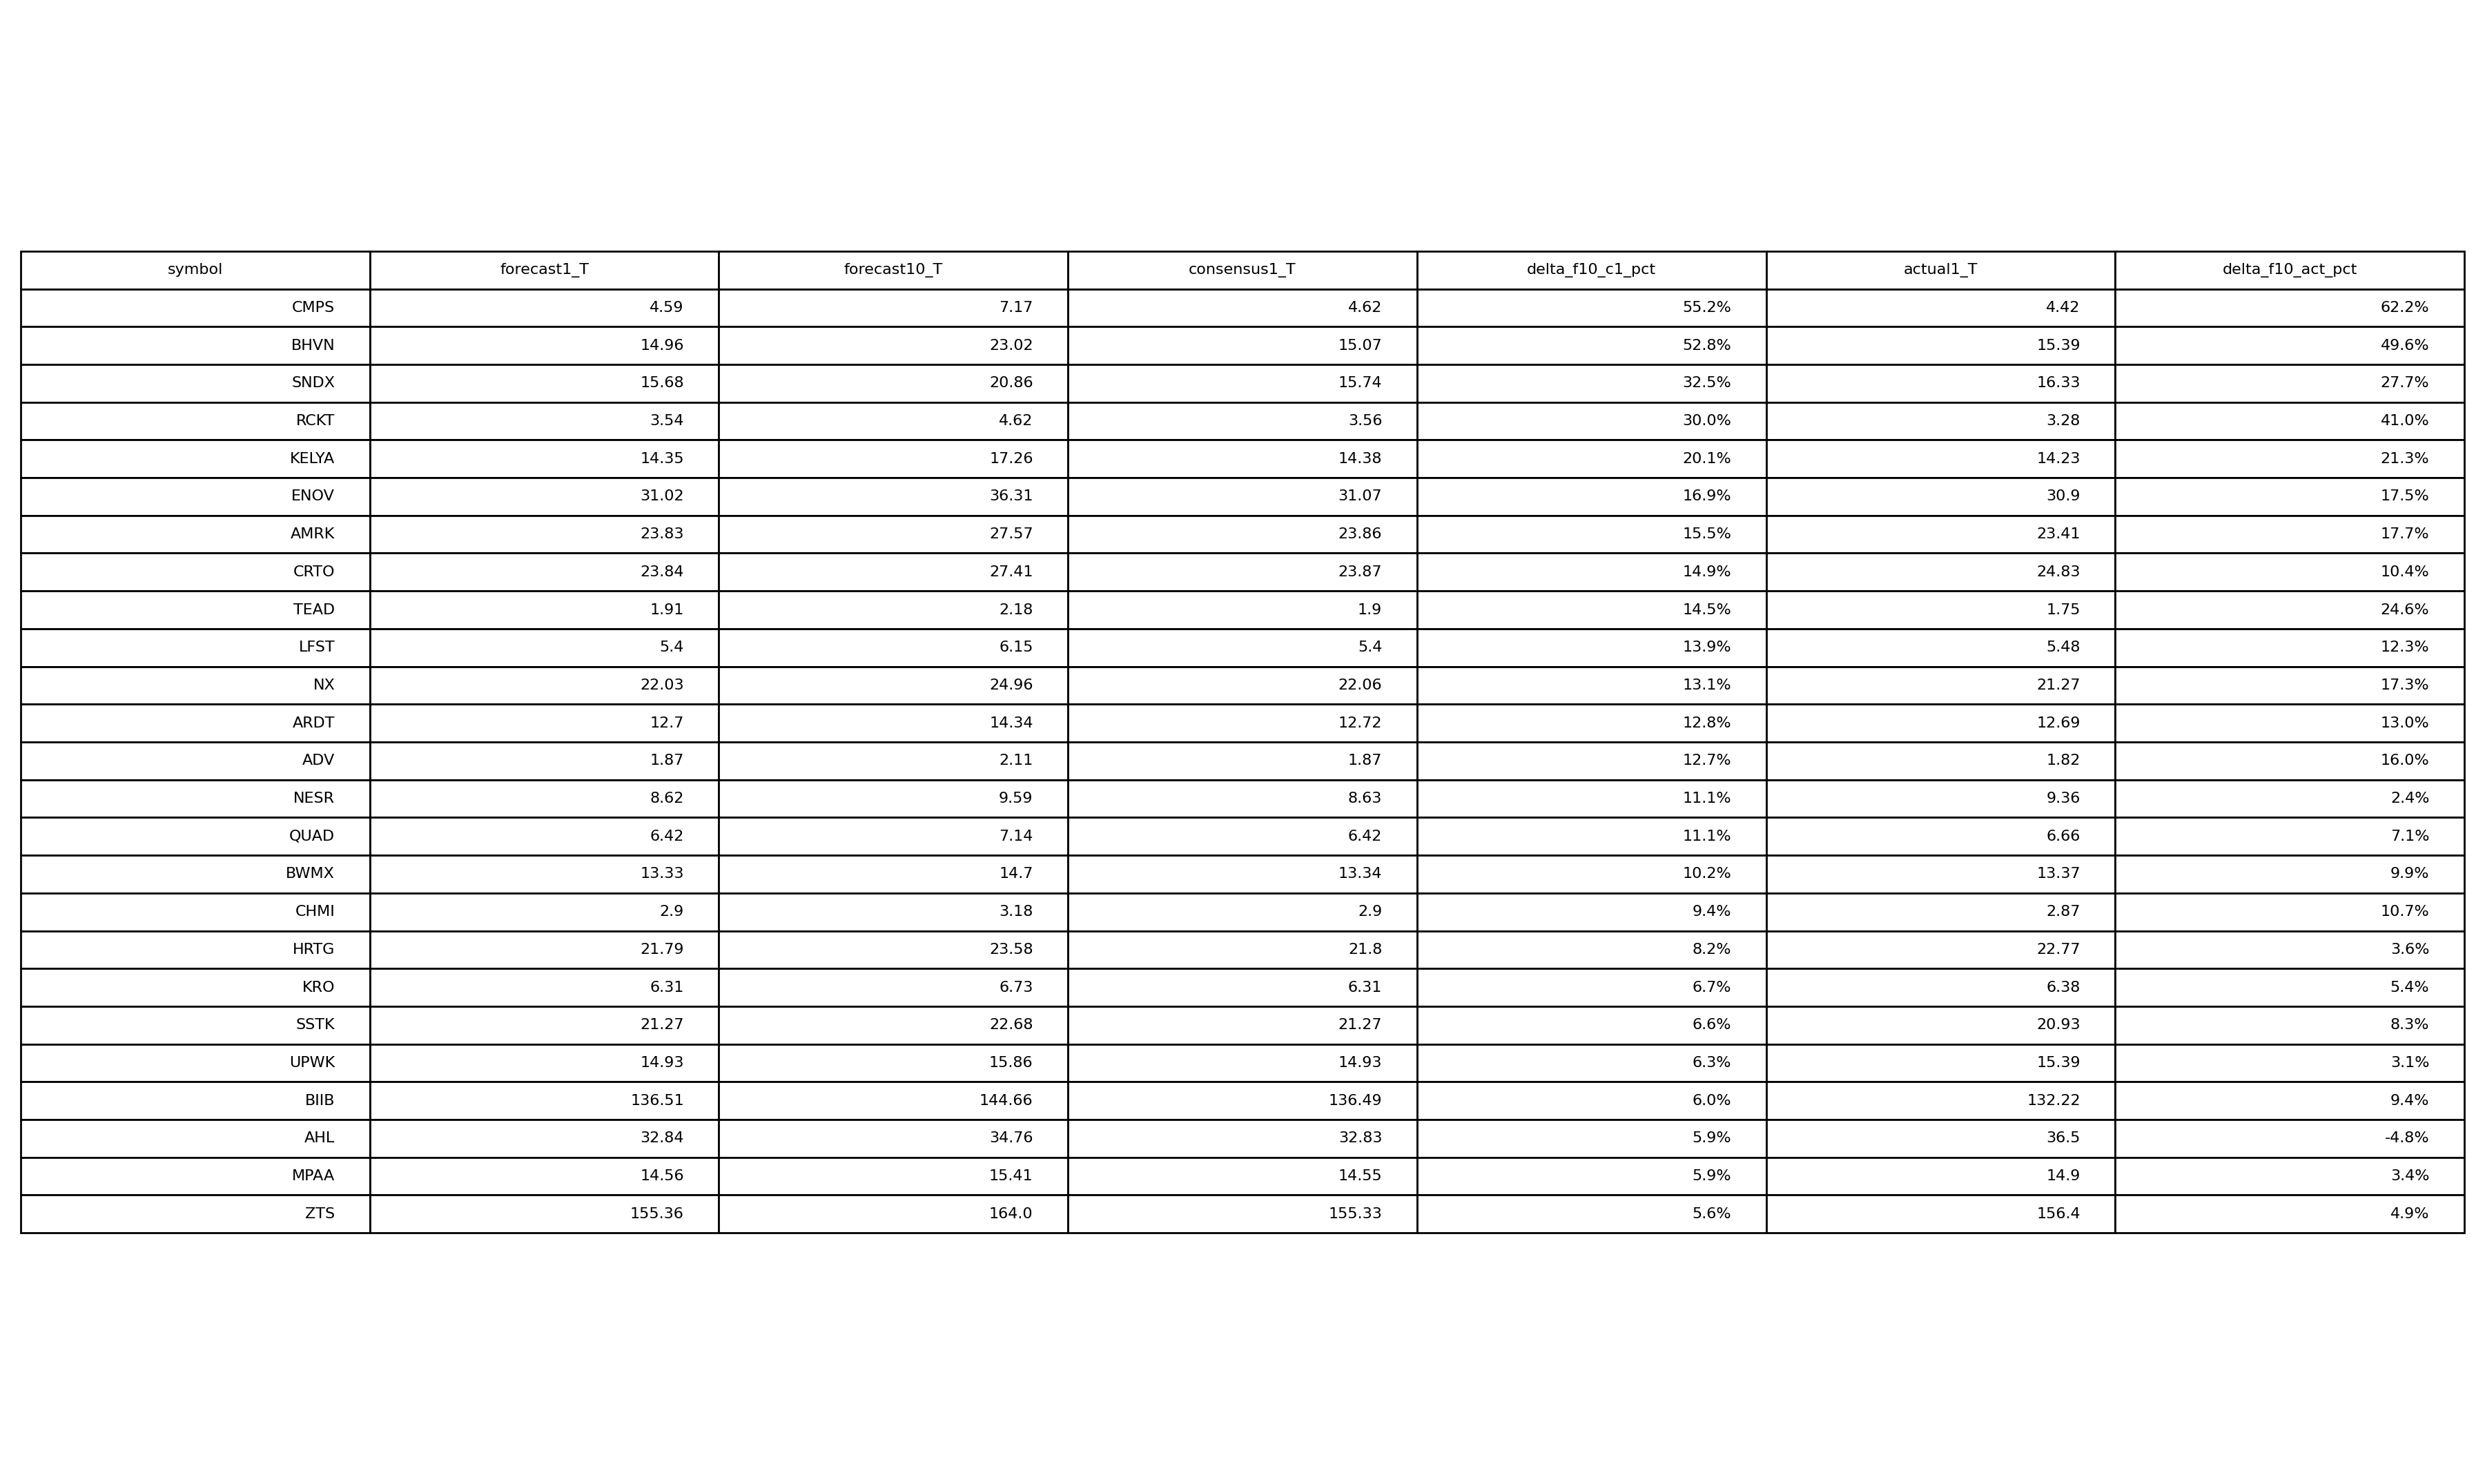 symbol forecast1_T forecast10_T consensus1_T delta_f10_c1_pct actual1_T delta_f10_act_pct
CMPS 4.59 7.17 4.62 55.2% 4.42 62.2%
BHVN 14.96 23.02 15.07 52.8% 15.39 49.6%
SNDX 15.68 20.86 15.74 32.5% 16.33 27.7%
RCKT 3.54 4.62 3.56 30.0% 3.28 41.0%
KELYA 14.35 17.26 14.38 20.1% 14.23 21.3%
ENOV 31.02 36.31 31.07 16.9% 30.9 17.5%
AMRK 23.83 27.57 23.86 15.5% 23.41 17.7%
CRTO 23.84 27.41 23.87 14.9% 24.83 10.4%
TEAD 1.91 2.18 1.9 14.5% 1.75 24.6%
LFST 5.4 6.15 5.4 13.9% 5.48 12.3%
NX 22.03 24.96 22.06 13.1% 21.27 17.3%
ARDT 12.7 14.34 12.72 12.8% 12.69 13.0%
ADV 1.87 2.11 1.87 12.7% 1.82 16.0%
NESR 8.62 9.59 8.63 11.1% 9.36 2.4%
QUAD 6.42 7.14 6.42 11.1% 6.66 7.1%
BWMX 13.33 14.7 13.34 10.2% 13.37 9.9%
CHMI 2.9 3.18 2.9 9.4% 2.87 10.7%
HRTG 21.79 23.58 21.8 8.2% 22.77 3.6%
KRO 6.31 6.73 6.31 6.7% 6.38 5.4%
SSTK 21.27 22.68 21.27 6.6% 20.93 8.3%
UPWK 14.93 15.86 14.93 6.3% 15.39 3.1%
BIIB 136.51 144.66 136.49 6.0% 132.22 9.4%
AHL 32.84 34.76 32.83 5.9% 36.5 -4.8%
MPAA 14.56 15.41 14.55 5.9% 14.9 3.4%
ZTS 155.36 164.0 155.33 5.6% 156.4 4.9%